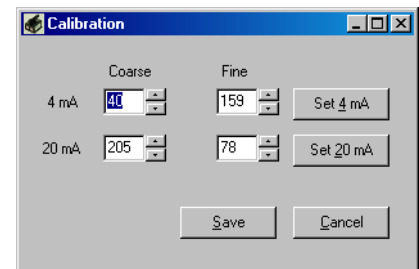 Calibration
Coarse Fine
4 mA 40 159 Set 4 mA
20 mA 205 78 Set 20 mA
Save Cancel